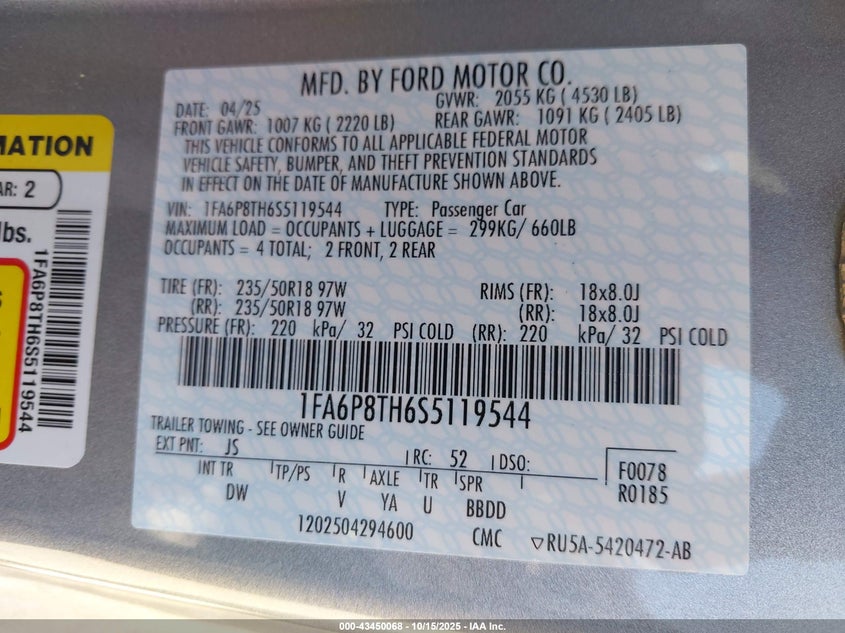 MFD. BY FORD MOTOR CO.
DATE: 04/25 GVWR: 2055 KG ( 4530 LB)
FRONT GAWR: 1007 KG ( 2220 LB) REAR GAWR: 1091 KG ( 2405 LB)
THIS VEHICLE CONFORMS TO ALL APPLICABLE FEDERAL MOTOR
VEHICLE SAFETY, BUMPER, AND THEFT PREVENTION STANDARDS
IN EFFECT ON THE DATE OF MANUFACTURE SHOWN ABOVE.
VIN: 1FA6P8TH6S5119544 TYPE: Passenger Car
MAXIMUM LOAD = OCCUPANTS + LUGGAGE = 299KG/ 660LB
OCCUPANTS = 4 TOTAL; 2 FRONT, 2 REAR
TIRE (FR): 235/50R18 97W RIMS (FR): 18x8.0J
(RR): 235/50R18 97W (RR): 18x8.0J
PRESSURE (FR): 220 kPa/ 32 PSI COLD (RR): 220 kPa/ 32 PSI COLD
1FA6P8TH6S5119544
TRAILER TOWING - SEE OWNER GUIDE
EXT PNT: JS RC: 52 DSO:
INT TR TP/PS R AXLE TR SPR
DW V YA U BBDD
F0078
R0185
1202504294600 CMC RU5A-5420472-AB
MATION
AR: 2
lbs.
1FA6P8TH6S5119544
000-43450068 - 10/15/2025 - IAA Inc.